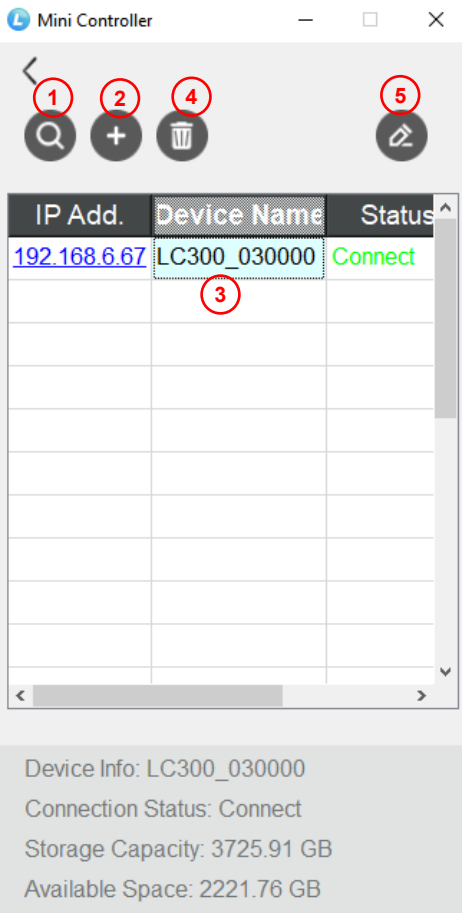 Mini Controller
1 2 4 5
IP Add. Device Name Status
192.168.6.67 LC300_030000 Connect
3
Device Info: LC300_030000
Connection Status: Connect
Storage Capacity: 3725.91 GB
Available Space: 2221.76 GB